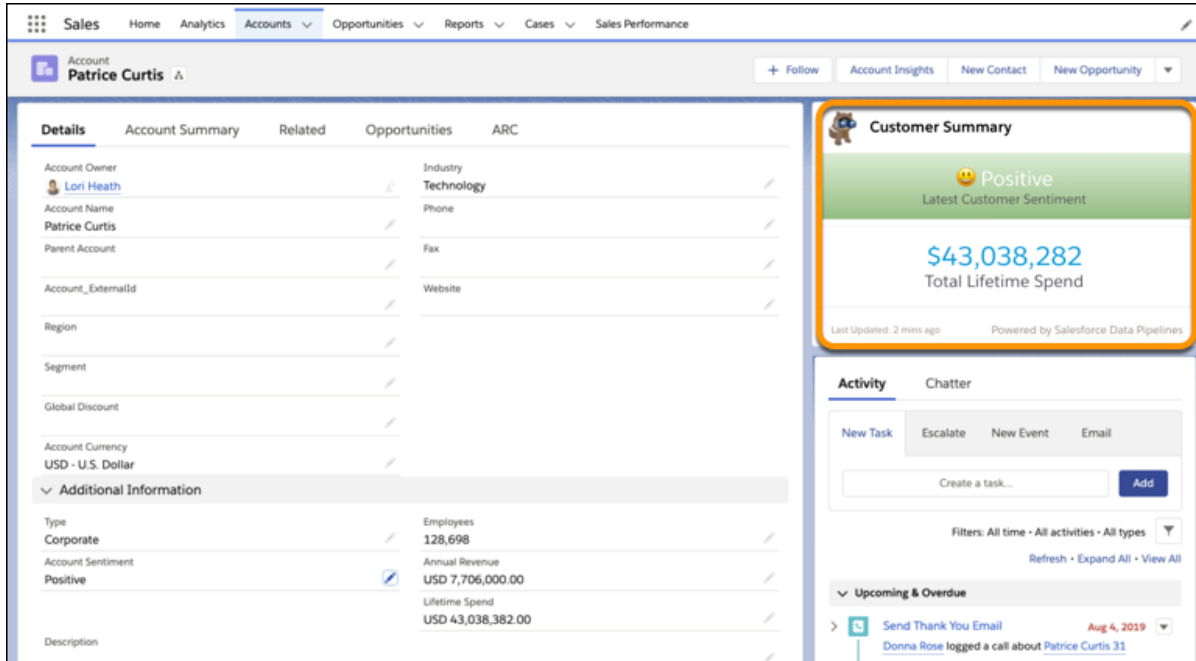 Sales Home Analytics Accounts Opportunities Reports Cases Sales Performance
Account
Patrice Curtis
+ Follow Account Insights New Contact New Opportunity
Details Account Summary Related Opportunities ARC
Account Owner
Lori Heath
Account Name
Patrice Curtis
Parent Account
Account_ExternalId
Region
Segment
Global Discount
Account Currency
USD - U.S. Dollar
Industry
Technology
Phone
Fax
Website
Additional Information
Type
Corporate
Account Sentiment
Positive
Description
Employees
128,698
Annual Revenue
USD 7,706,000.00
Lifetime Spend
USD 43,038,382.00
Customer Summary
Positive
Latest Customer Sentiment
$43,038,282
Total Lifetime Spend
Last Updated: 2 mins ago Powered by Salesforce Data Pipelines
Activity Chatter
New Task Escalate New Event Email
Create a task... Add
Filters: All time • All activities • All types
Refresh • Expand All • View All
Upcoming & Overdue
Send Thank You Email Aug 4, 2019
Donna Rose logged a call about Patrice Curtis 31